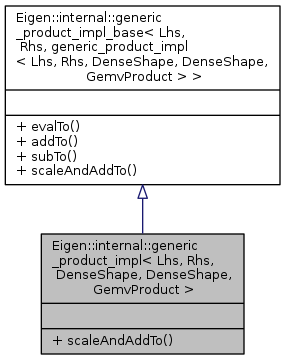 Eigen::internal::generic
_product_impl_base< Lhs,
Rhs, generic_product_impl
< Lhs, Rhs, DenseShape, DenseShape,
GemvProduct > >
+ evalTo()
+ addTo()
+ subTo()
+ scaleAndAddTo()
Eigen::internal::generic
_product_impl< Lhs, Rhs,
DenseShape, DenseShape,
GemvProduct >
+ scaleAndAddTo()